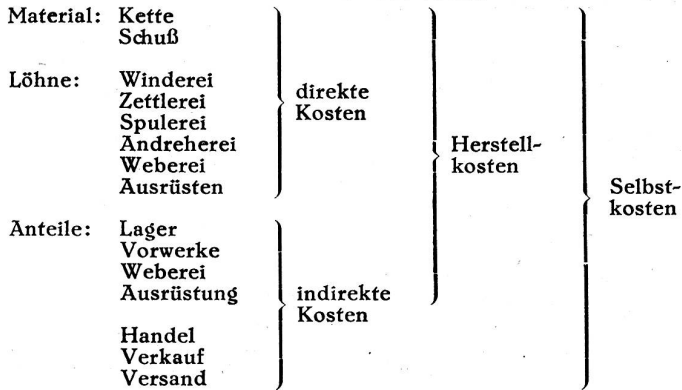 Material: Kette
Schuß
Löhne: Winderei
Zettlerei
Spulerei
Andreherei
Weberei
Ausrüsten
direkte
Kosten
Anteile: Lager
Vorwerke
Weberei
Ausrüstung
Handel
Verkauf
Versand
indirekte
Kosten
Herstell-
kosten
Selbst-
kosten